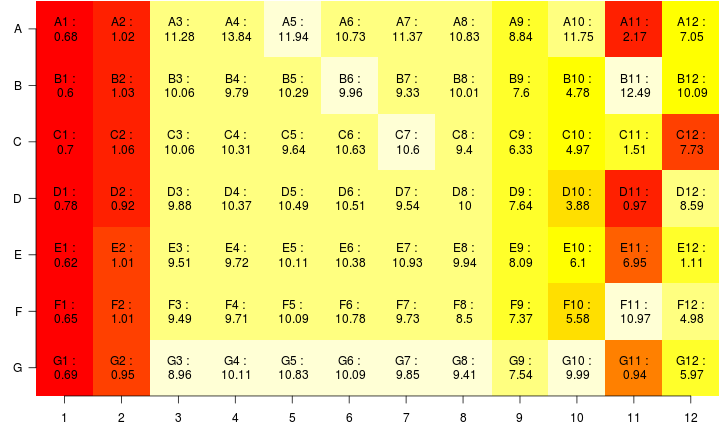 A1 : A2 : A3 : A4 : A5 : A6 : A7 : A8 : A9 : A10 : A11 : A12 :
A 0.68 1.02 11.28 13.84 11.94 10.73 11.37 10.83 8.84 11.75 2.17 7.05
B1 : B2 : B3 : B4 : B5 : B6 : B7 : B8 : B9 : B10 : B11 : B12 :
B 0.6 1.03 10.06 9.79 10.29 9.96 9.33 10.01 7.6 4.78 12.49 10.09
C1 : C2 : C3 : C4 : C5 : C6 : C7 : C8 : C9 : C10 : C11 : C12 :
C 0.7 1.06 10.06 10.31 9.64 10.63 10.6 9.4 6.33 4.97 1.51 7.73
D1 : D2 : D3 : D4 : D5 : D6 : D7 : D8 : D9 : D10 : D11 : D12 :
D 0.78 0.92 9.88 10.37 10.49 10.51 9.54 10 7.64 3.88 0.97 8.59
E1 : E2 : E3 : E4 : E5 : E6 : E7 : E8 : E9 : E10 : E11 : E12 :
E 0.62 1.01 9.51 9.72 10.11 10.38 10.93 9.94 8.09 6.1 6.95 1.11
F1 : F2 : F3 : F4 : F5 : F6 : F7 : F8 : F9 : F10 : F11 : F12 :
F 0.65 1.01 9.49 9.71 10.09 10.78 9.73 8.5 7.37 5.58 10.97 4.98
G1 : G2 : G3 : G4 : G5 : G6 : G7 : G8 : G9 : G10 : G11 : G12 :
G 0.69 0.95 8.96 10.11 10.83 10.09 9.85 9.41 7.54 9.99 0.94 5.97
1 2 3 4 5 6 7 8 9 10 11 12